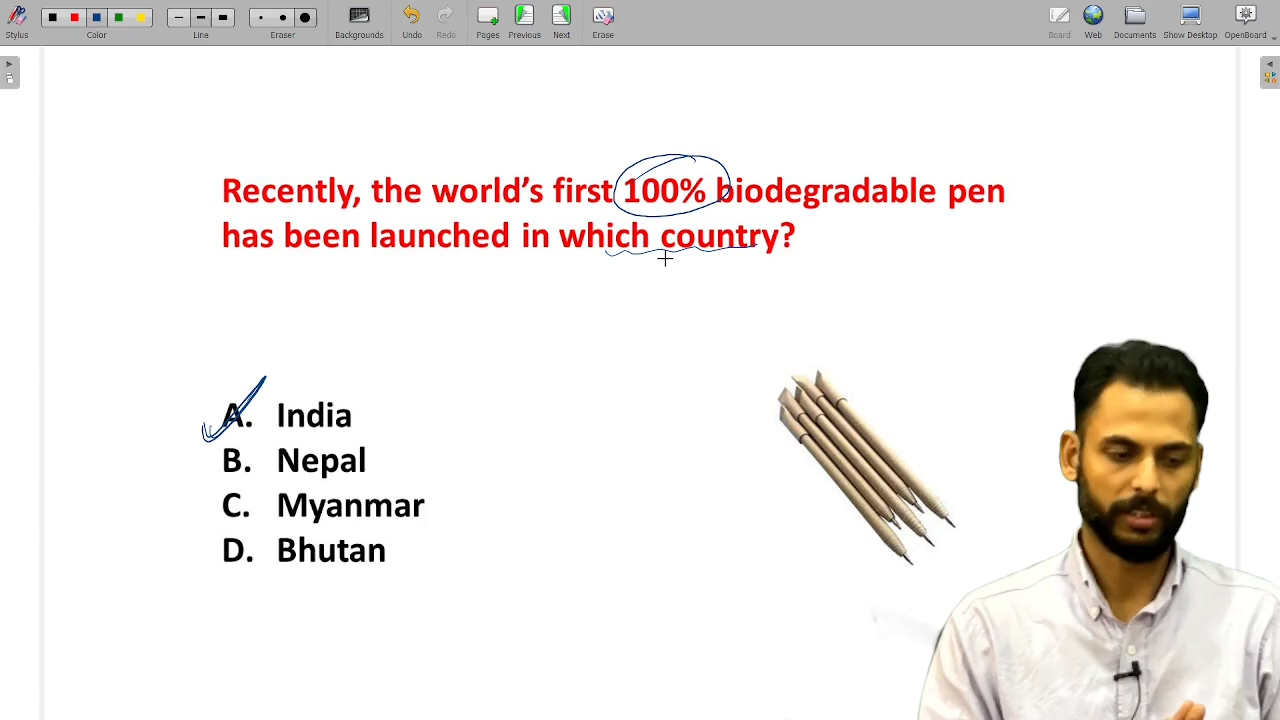 Stylus
Color
Line
Eraser
Backgrounds
Undo
Redo
Pages
Previous
Next
Erase
Board
Web
Documents
Show Desktop
OpenBoard
Recently, the world’s first 100% biodegradable pen
has been launched in which country?
A. India
B. Nepal
C. Myanmar
D. Bhutan